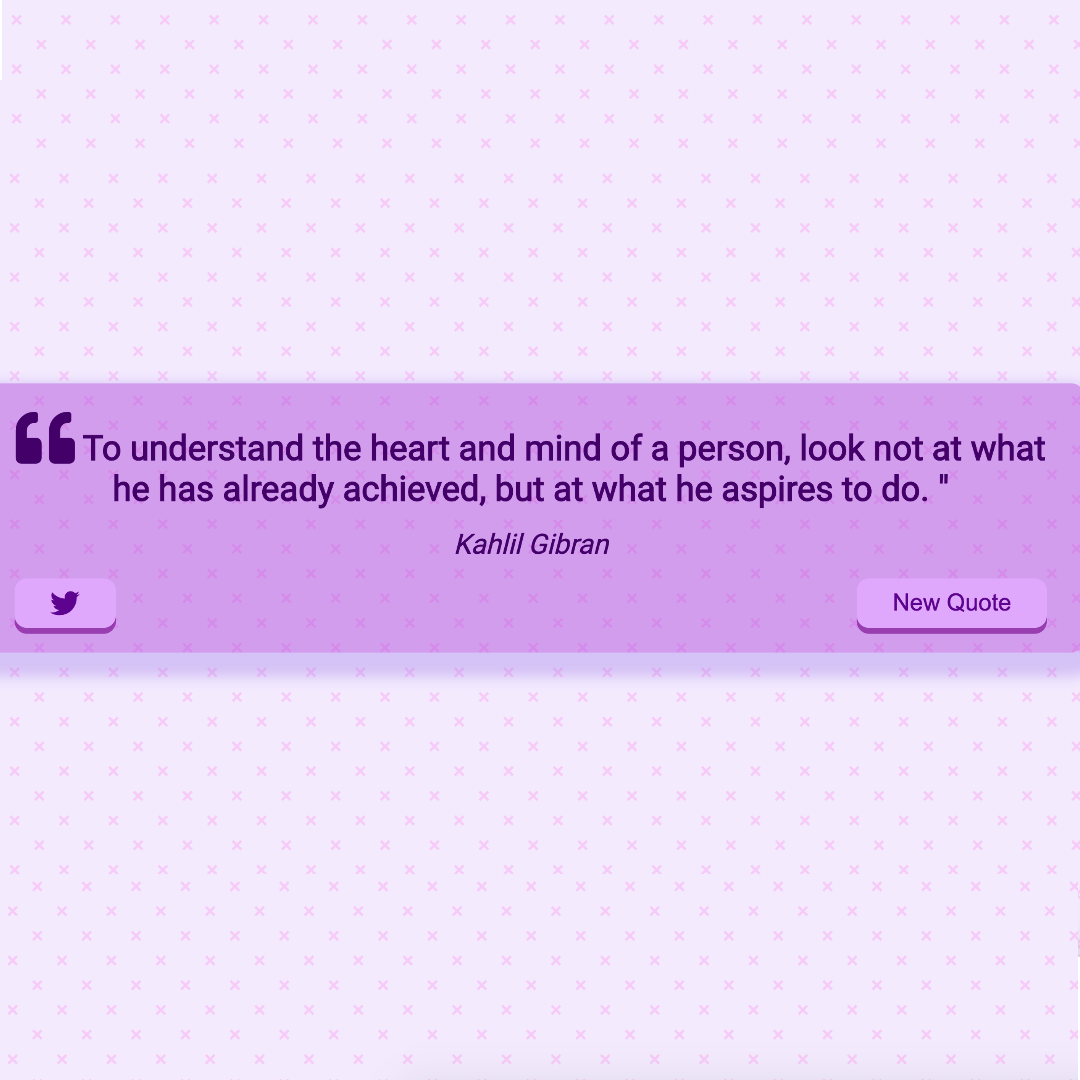 “To understand the heart and mind of a person, look not at what
he has already achieved, but at what he aspires to do. "
Kahlil Gibran
New Quote